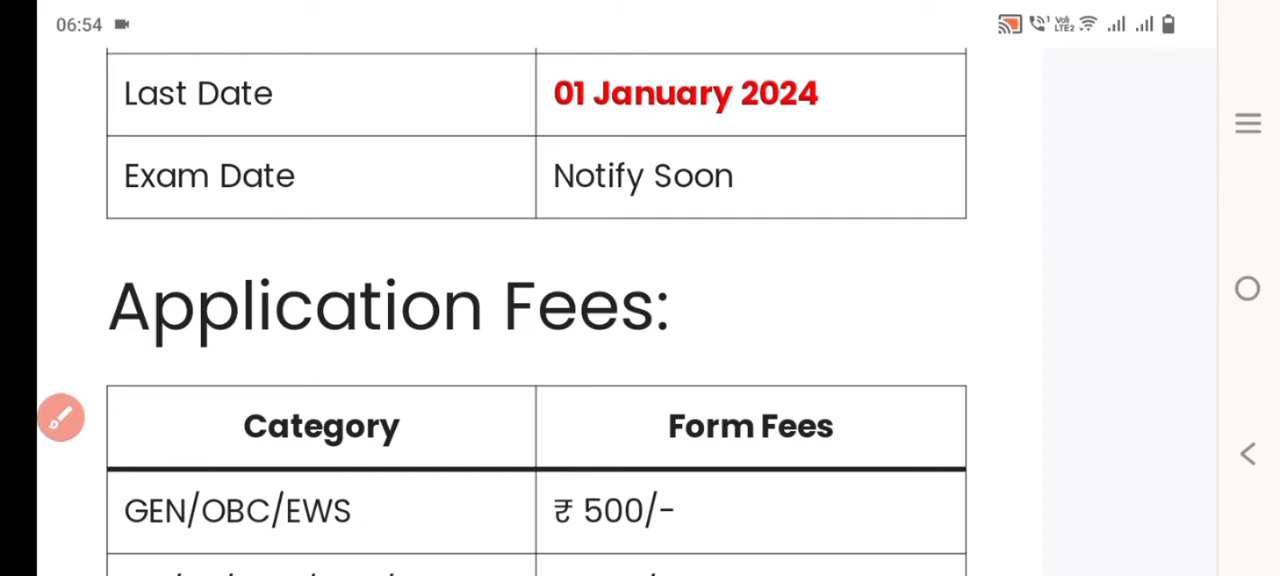 06:54
Last Date
01 January 2024
Exam Date
Notify Soon
Application Fees:
Category
Form Fees
GEN/OBC/EWS
₹ 500/-